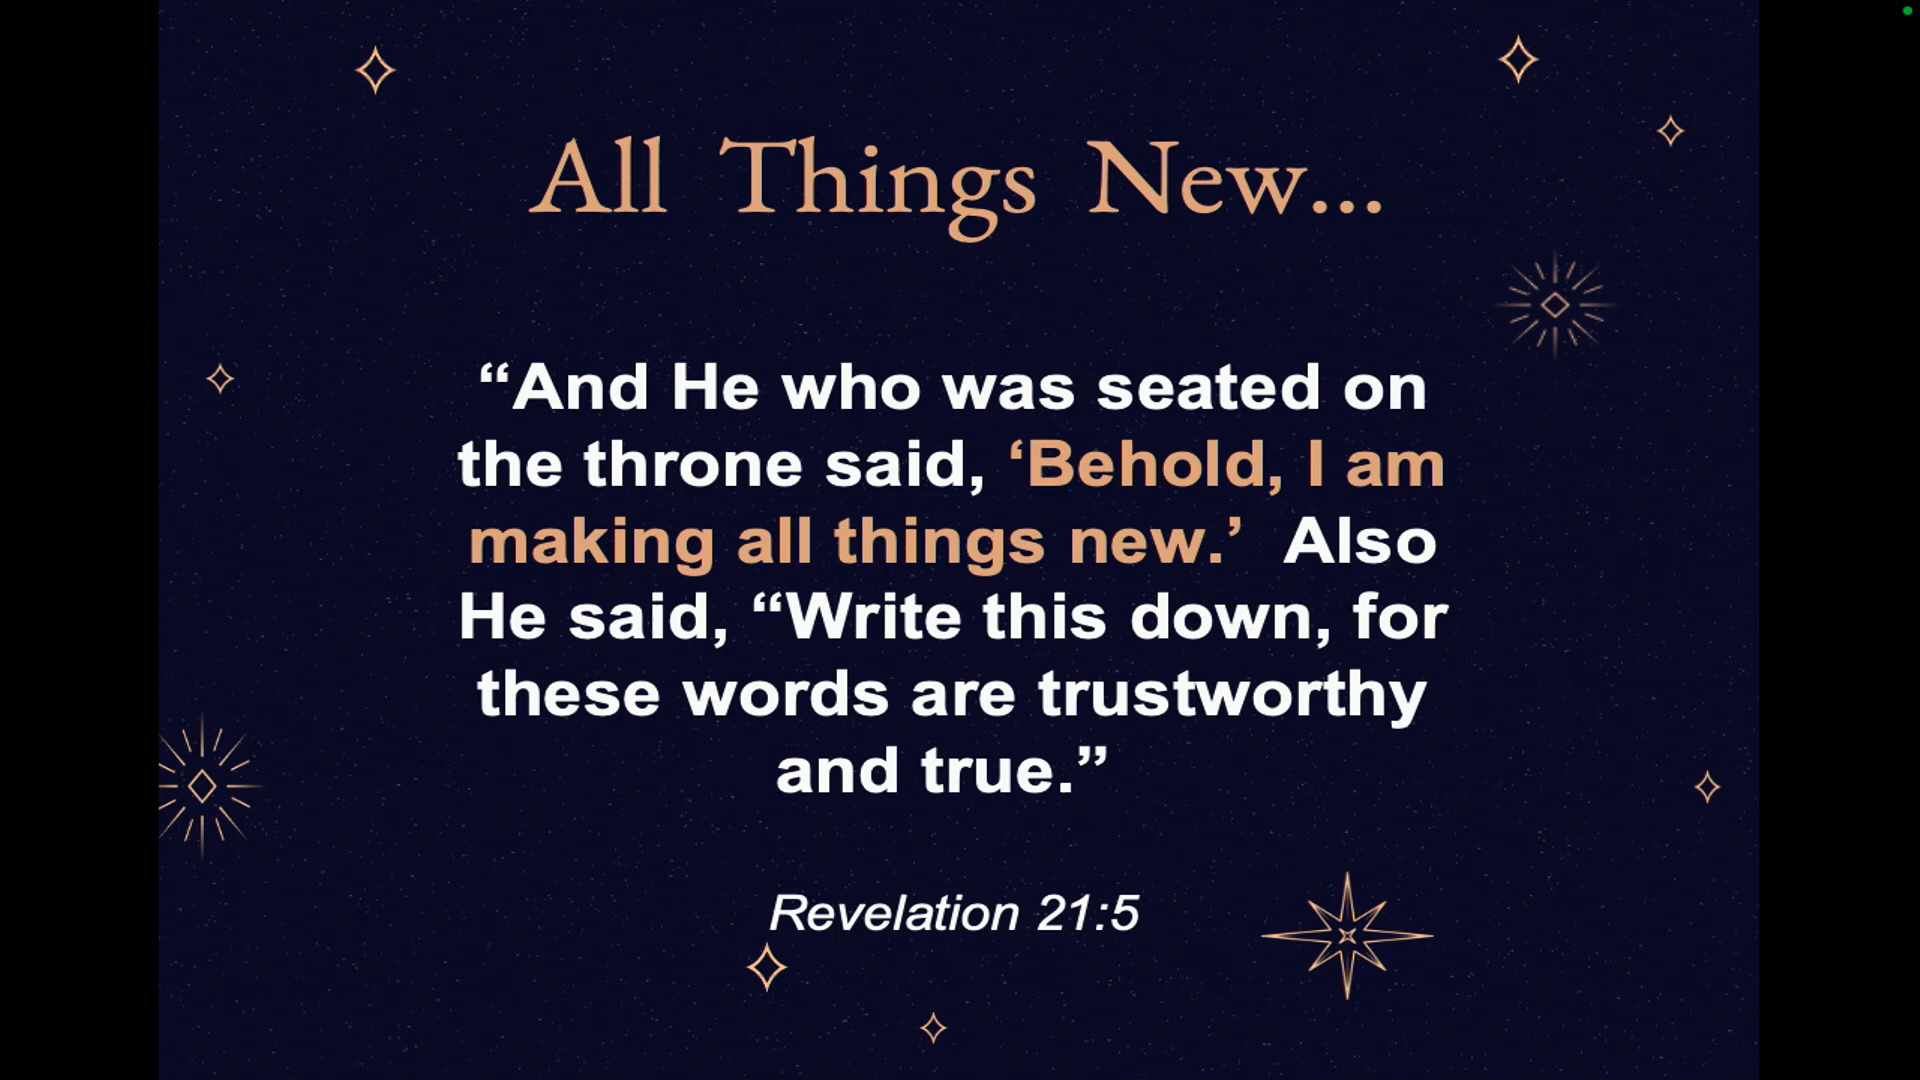 All Things New...
“And He who was seated on
the throne said, ‘Behold, I am
making all things new.’ Also
He said, “Write this down, for
these words are trustworthy
and true.”
Revelation 21:5